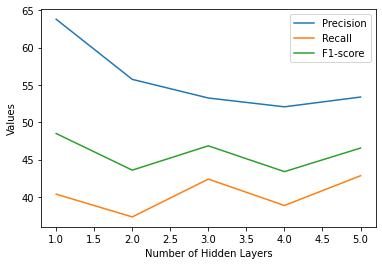 65
60
55
50
45
40
Values
1.0 1.5 2.0 2.5 3.0 3.5 4.0 4.5 5.0
Number of Hidden Layers
Precision
Recall
F1-score